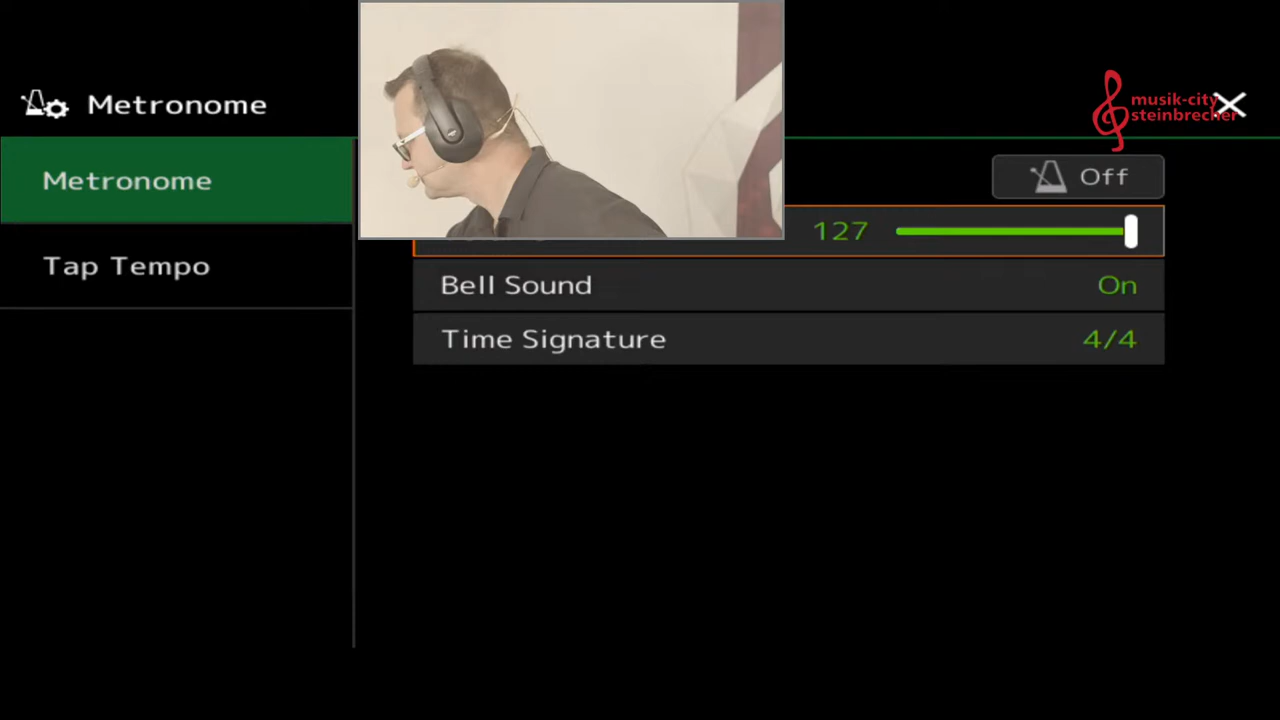 Metronome
musik-city
steinbrecher
Metronome
Off
127
Tap Tempo
Bell Sound
On
Time Signature
4/4